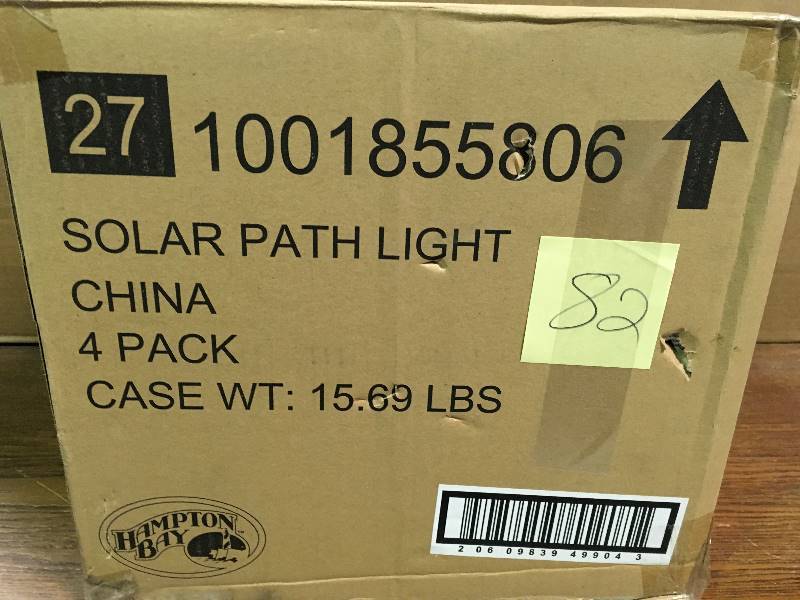 27 1001855806
SOLAR PATH LIGHT
CHINA
4 PACK
CASE WT: 15.69 LBS
82
HAMPTON
BAY
2 06 09839 49904 3